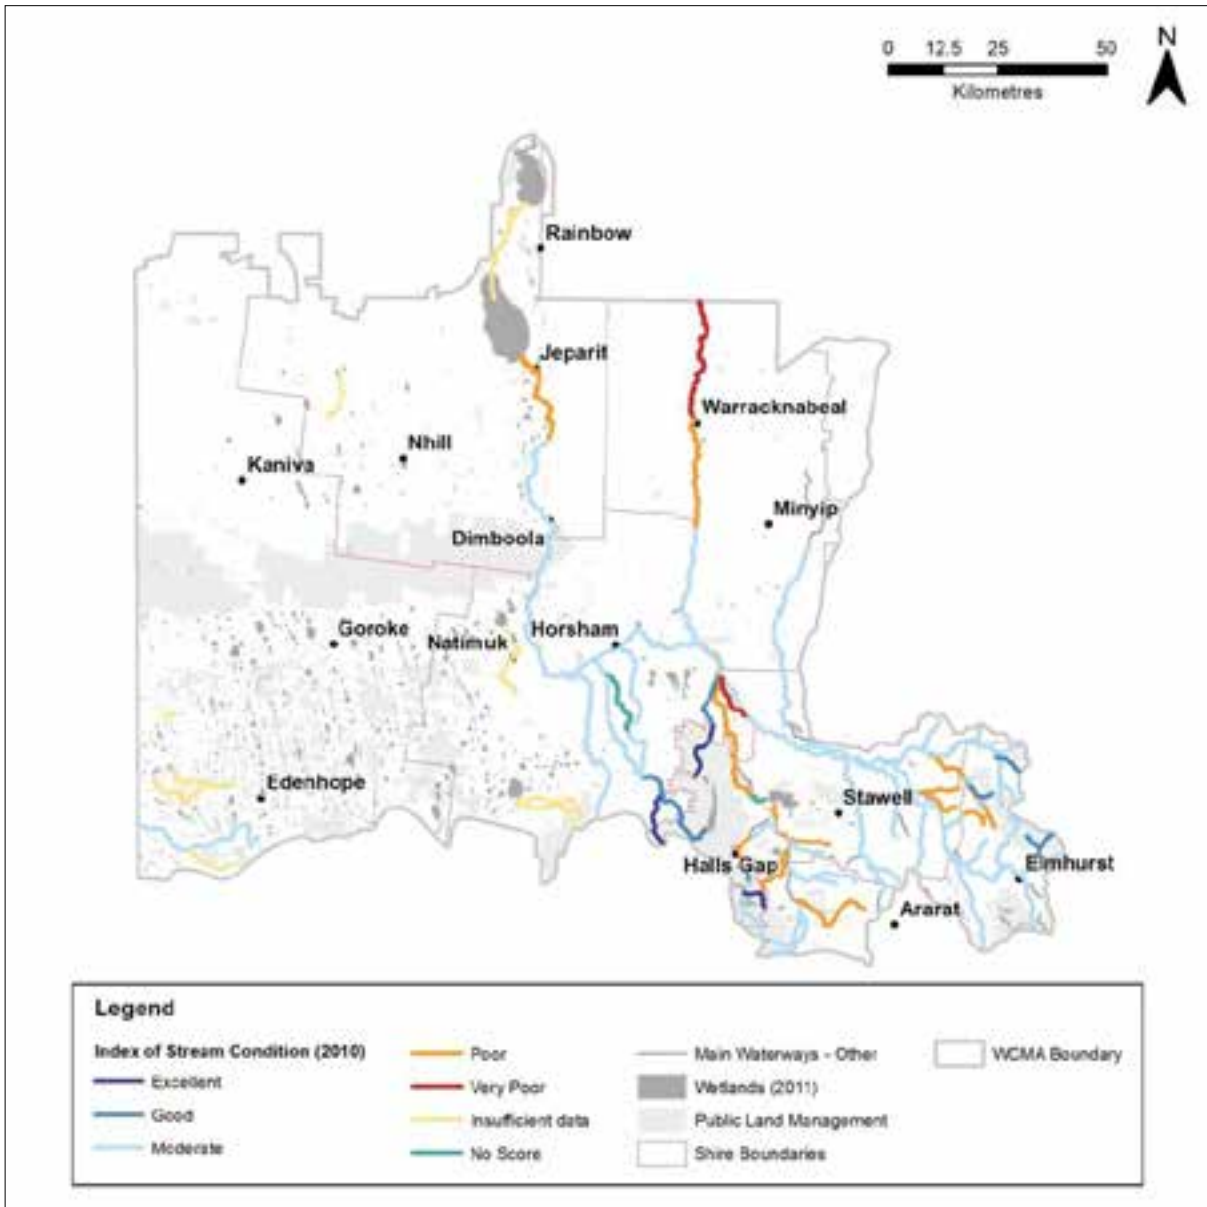 0 12.5 25 50
Kilometres
N
Rainbow
Jeparit
Warracknabeal
Nhill
Kaniva
Minyip
Dimboola
Goroke
Natimuk
Horsham
Edenhope
Stawell
Halls Gap
Elmhurst
Ararat
Legend
Index of Stream Condition (2010)
Excellent
Good
Moderate
Poor
Very Poor
Insufficient data
No Score
Main Waterways - Other
Wetlands (2011)
Public Land Management
Shire Boundaries
WCMA Boundary